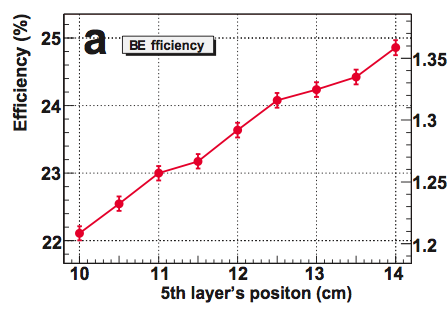 a
BE fficiency
Efficiency (%)
25
24
23
22
1.35
1.3
1.25
1.2
10 11 12 13 14
5th layer's positon (cm)